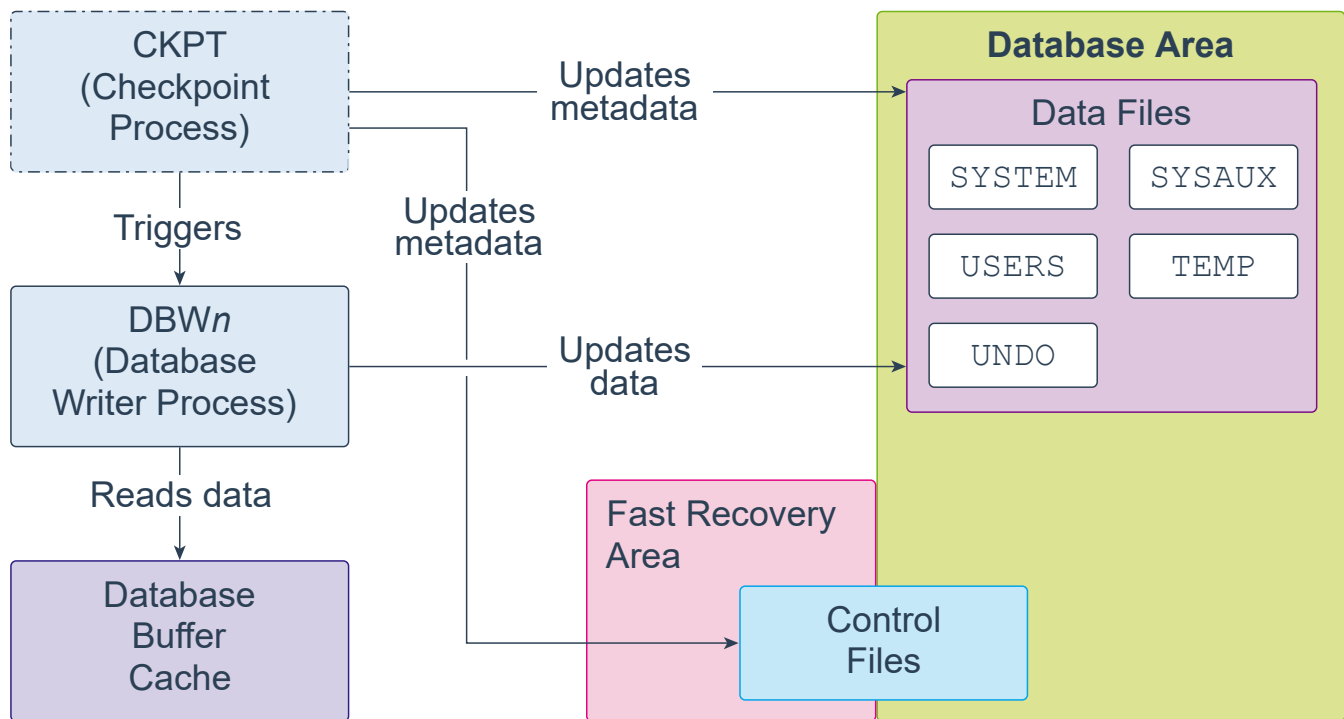 CKPT
(Checkpoint
Process)
Updates
metadata
Database Area
Data Files
SYSTEM
SYSAUX
USERS
TEMP
UNDO
Triggers
Updates
metadata
DBWn
(Database
Writer Process)
Updates
data
Reads data
Database
Buffer
Cache
Fast Recovery
Area
Control
Files